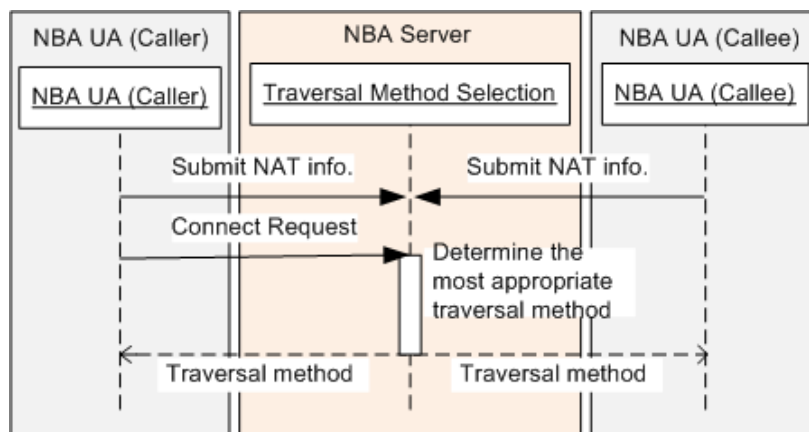 NBA UA (Caller)
NBA Server
NBA UA (Callee)
NBA UA (Caller)
Traversal Method Selection
NBA UA (Callee)
Submit NAT info.
Submit NAT info.
Connect Request
Determine the
most appropriate
traversal method
Traversal method
Traversal method